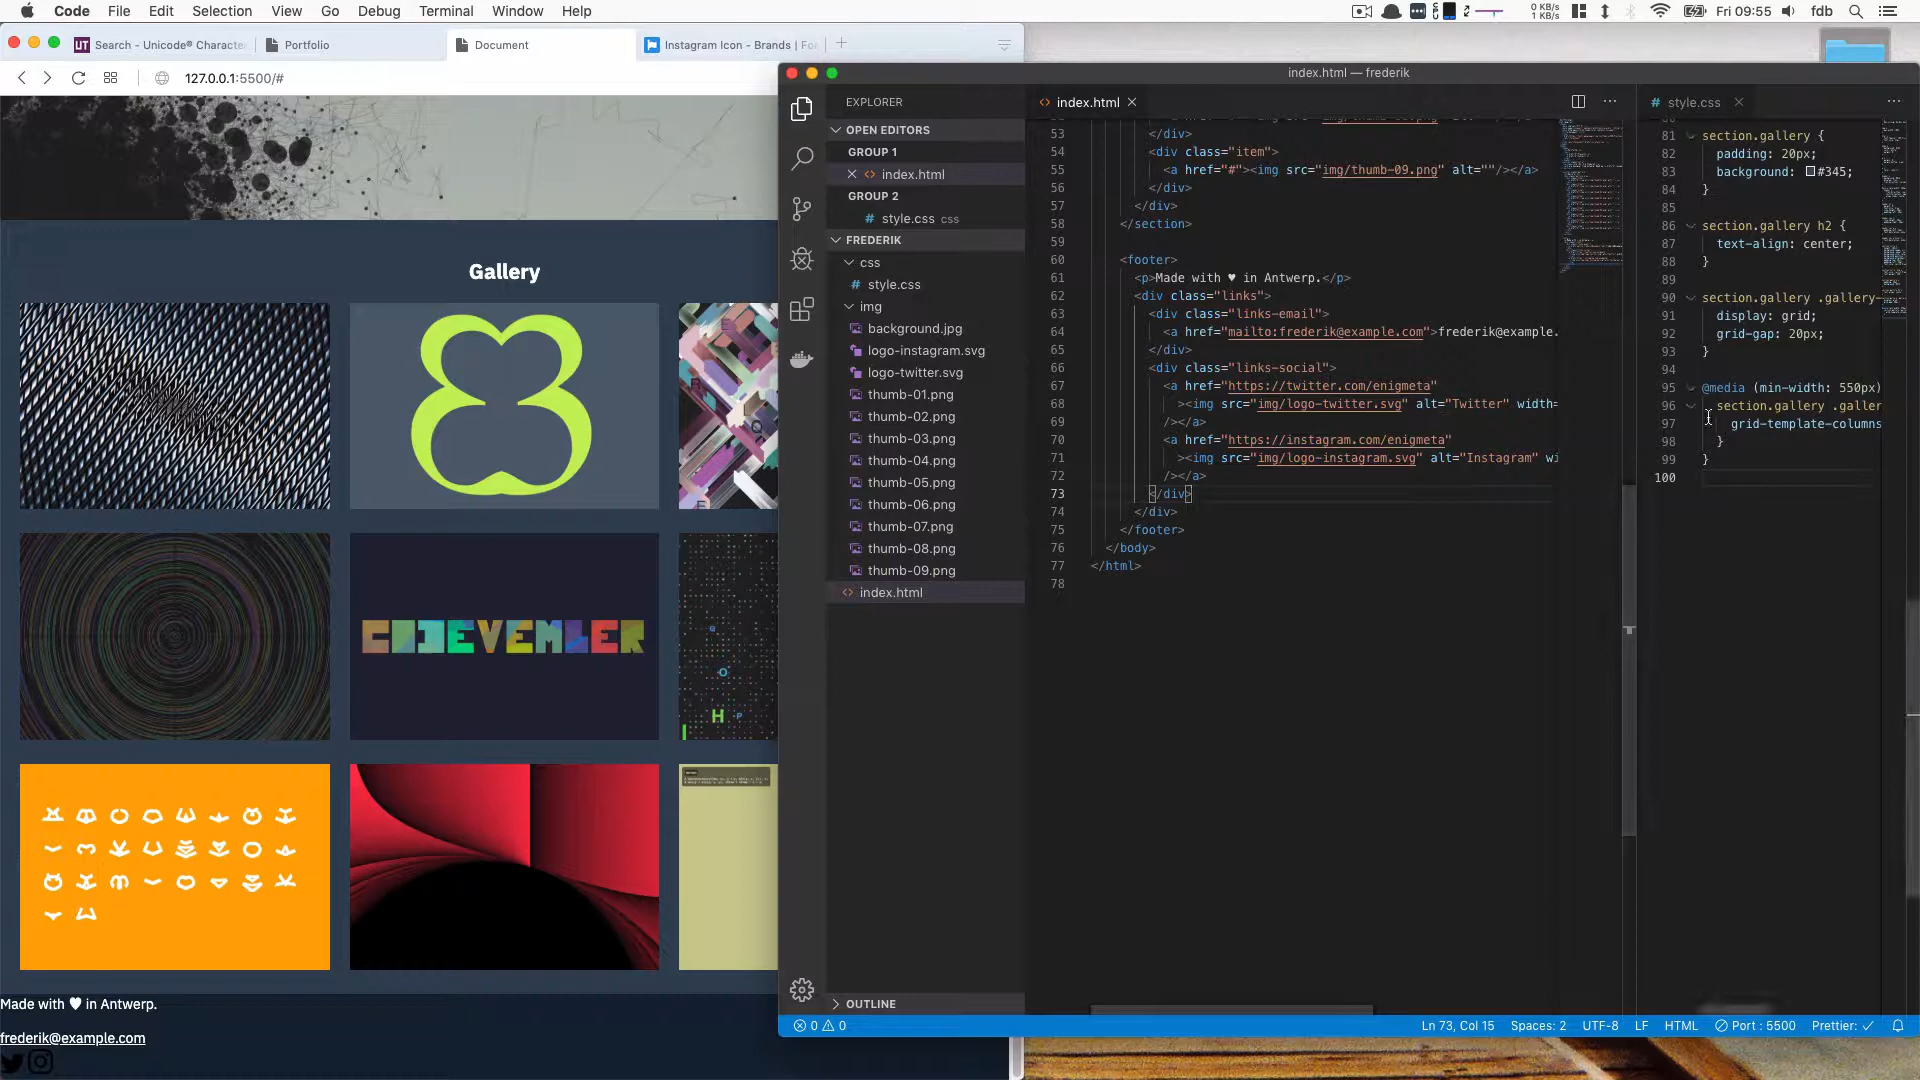 Code File Edit Selection View Go Debug Terminal Window Help
0 KB/s
1 KB/s
Fri 09:55 fdb
Search - Unicode® Character
Portfolio
Document
Instagram Icon - Brands | Fo
127.0.0.1:5500/#
Gallery
CODEVEMBER
H
Made with ♥ in Antwerp.
frederik@example.com
index.html — frederik
EXPLORER
OPEN EDITORS
GROUP 1
index.html
GROUP 2
style.css css
FREDERIK
css
style.css
img
background.jpg
logo-instagram.svg
logo-twitter.svg
thumb-01.png
thumb-02.png
thumb-03.png
thumb-04.png
thumb-05.png
thumb-06.png
thumb-07.png
thumb-08.png
thumb-09.png
index.html
OUTLINE
index.html
53 </div>
54 <div class="item">
55 <a href="#"><img src="img/thumb-09.png" alt=""/></a>
56 </div>
57 </div>
58 </section>
59
60 <footer>
61 <p>Made with ♥ in Antwerp.</p>
62 <div class="links">
63 <div class="links-email">
64 <a href="mailto:frederik@example.com">frederik@example.
65 </div>
66 <div class="links-social">
67 <a href="https://twitter.com/enigmeta"
68 ><img src="img/logo-twitter.svg" alt="Twitter" width=
69 /></a>
70 <a href="https://instagram.com/enigmeta"
71 ><img src="img/logo-instagram.svg" alt="Instagram" wi
72 /></a>
73 </div>
74 </div>
75 </footer>
76 </body>
77 </html>
78
style.css
81 section.gallery {
82 padding: 20px;
83 background: #345;
84 }
85
86 section.gallery h2 {
87 text-align: center;
88 }
89
90 section.gallery .gallery-
91 display: grid;
92 grid-gap: 20px;
93 }
94
95 @media (min-width: 550px)
96 section.gallery .galler
97 grid-template-columns
98 }
99 }
100
0 0
Ln 73, Col 15 Spaces: 2 UTF-8 LF HTML Port : 5500 Prettier: ✓